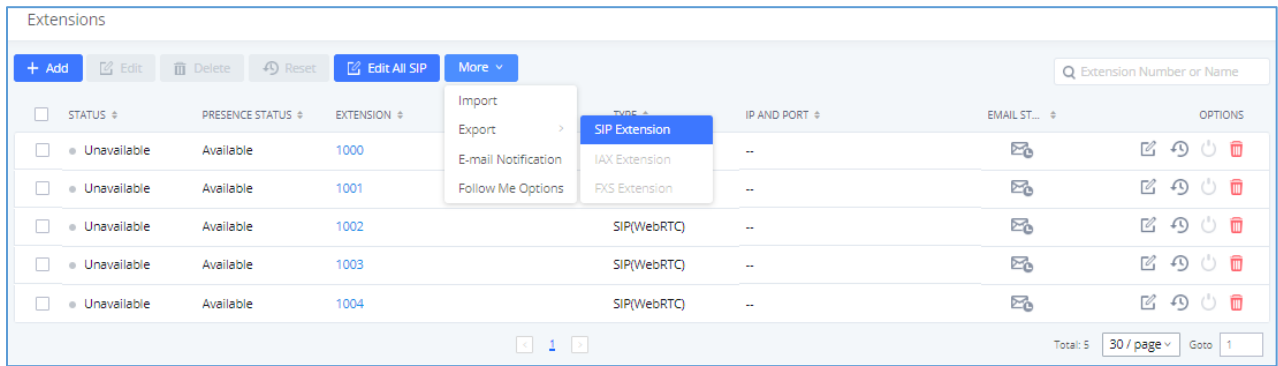 Extensions
+ Add Edit Delete Reset Edit All SIP More Extension Number or Name
STATUS PRESENCE STATUS EXTENSION TYPE IP AND PORT EMAIL ST... OPTIONS
Import
Export SIP Extension
E-mail Notification IAX Extension
Follow Me Options FXS Extension
Unavailable Available 1000 --
Unavailable Available 1001 --
Unavailable Available 1002 SIP(WebRTC) --
Unavailable Available 1003 SIP(WebRTC) --
Unavailable Available 1004 SIP(WebRTC) --
< 1 > Total: 5 30 / page Goto 1